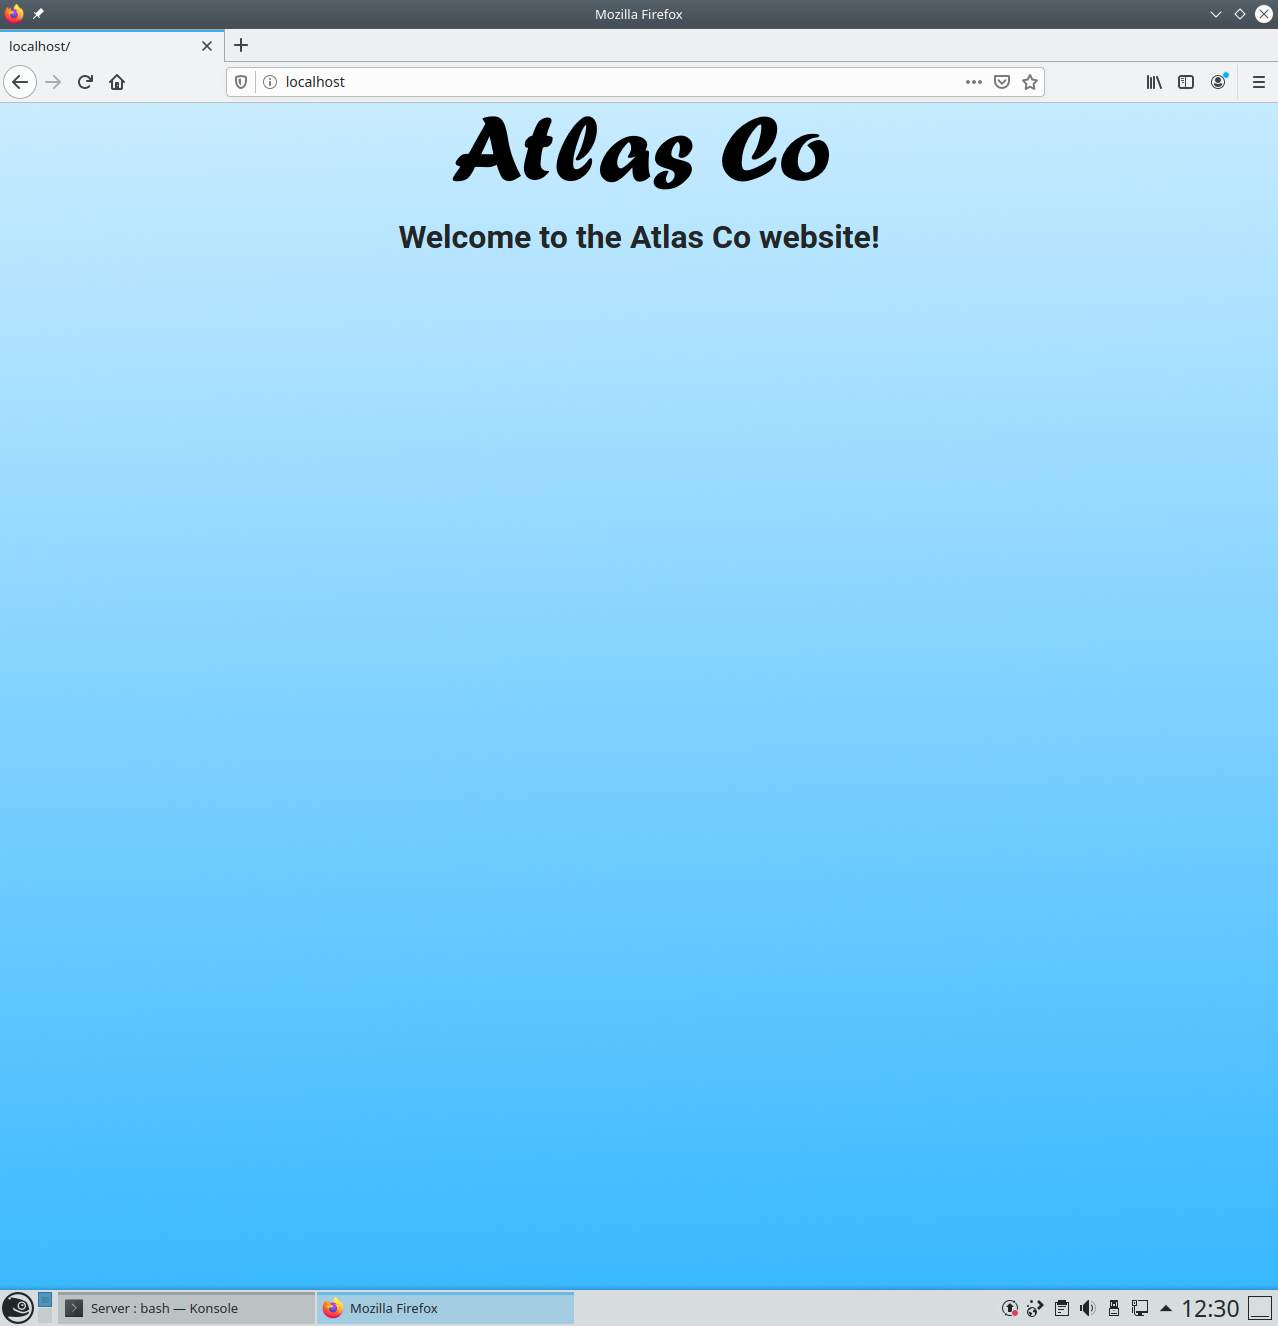 Mozilla Firefox
localhost/
localhost
Atlas Co
Welcome to the Atlas Co website!
Server : bash — Konsole
Mozilla Firefox
12:30